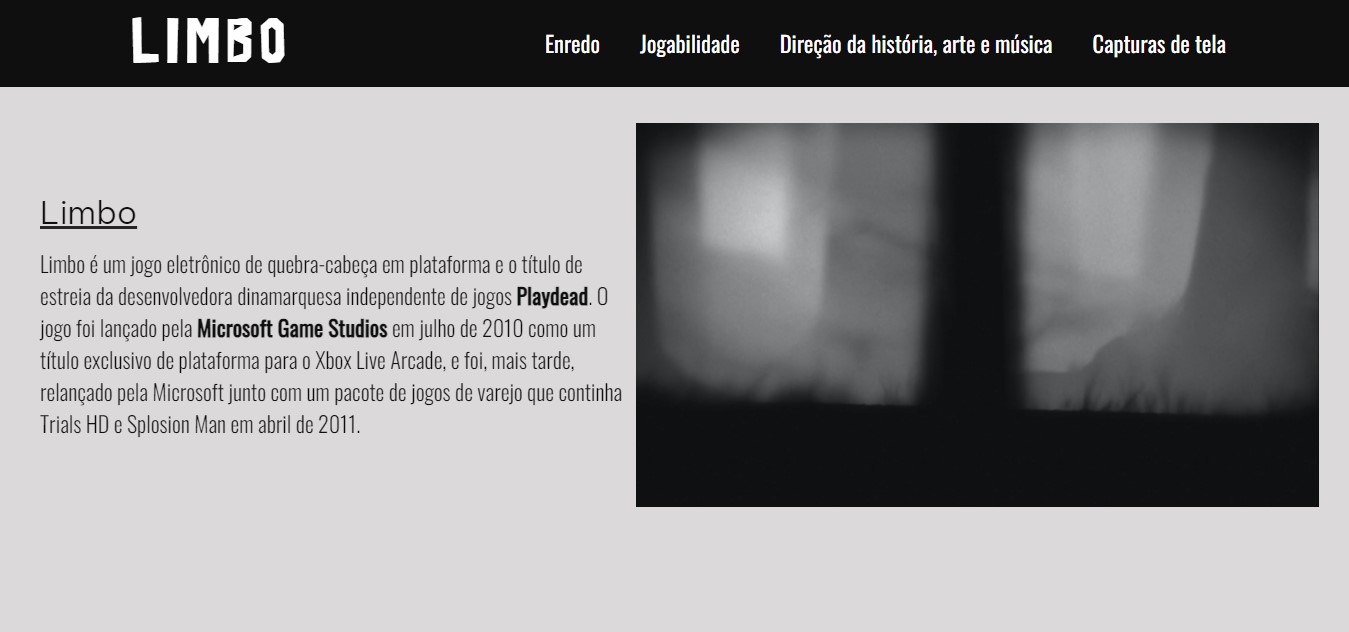 LIMBO
Enredo
Jogabilidade
Direção da história, arte e música
Capturas de tela
Limbo
Limbo é um jogo eletrônico de quebra-cabeça em plataforma e o título de
estreia da desenvolvedora dinamarquesa independente de jogos Playdead. O
jogo foi lançado pela Microsoft Game Studios em julho de 2010 como um
título exclusivo de plataforma para o Xbox Live Arcade, e foi, mais tarde,
relançado pela Microsoft junto com um pacote de jogos de varejo que continha
Trials HD e Splosion Man em abril de 2011.